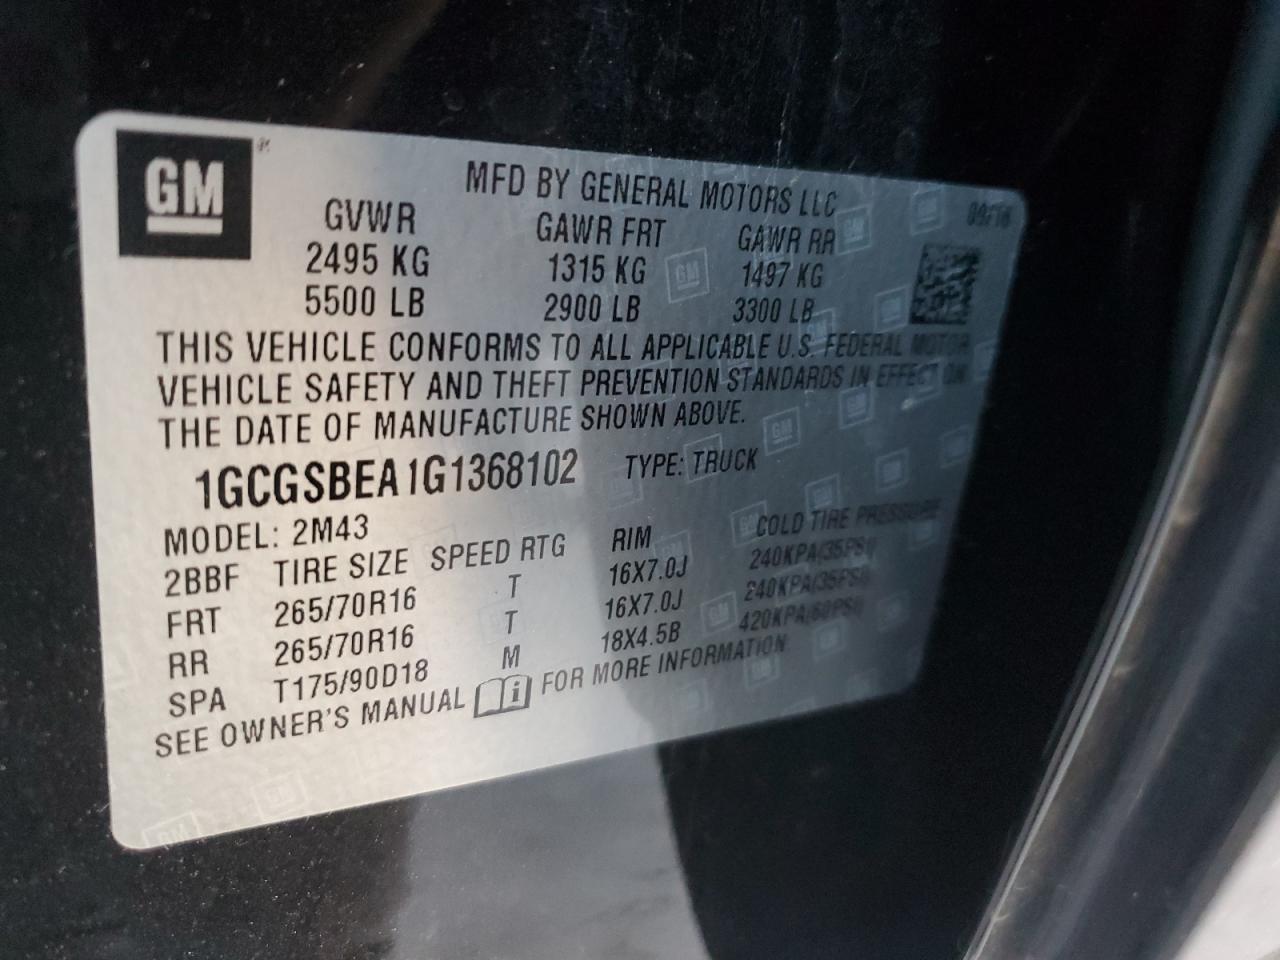 GM
MFD BY GENERAL MOTORS LLC 09/16
GVWR GAWR FRT GAWR RR
2495 KG 1315 KG 1497 KG
5500 LB 2900 LB 3300 LB
THIS VEHICLE CONFORMS TO ALL APPLICABLE U.S. FEDERAL MOTOR
VEHICLE SAFETY AND THEFT PREVENTION STANDARDS IN EFFECT ON
THE DATE OF MANUFACTURE SHOWN ABOVE.
1GCGSBEA1G1368102 TYPE: TRUCK
MODEL: 2M43
2BBF TIRE SIZE SPEED RTG RIM COLD TIRE PRESSURE
FRT 265/70R16 T 16X7.0J 240KPA(35PSI)
RR 265/70R16 T 16X7.0J 240KPA(35PSI)
SPA T175/90D18 M 18X4.5B 420KPA(60PSI)
SEE OWNER'S MANUAL FOR MORE INFORMATION